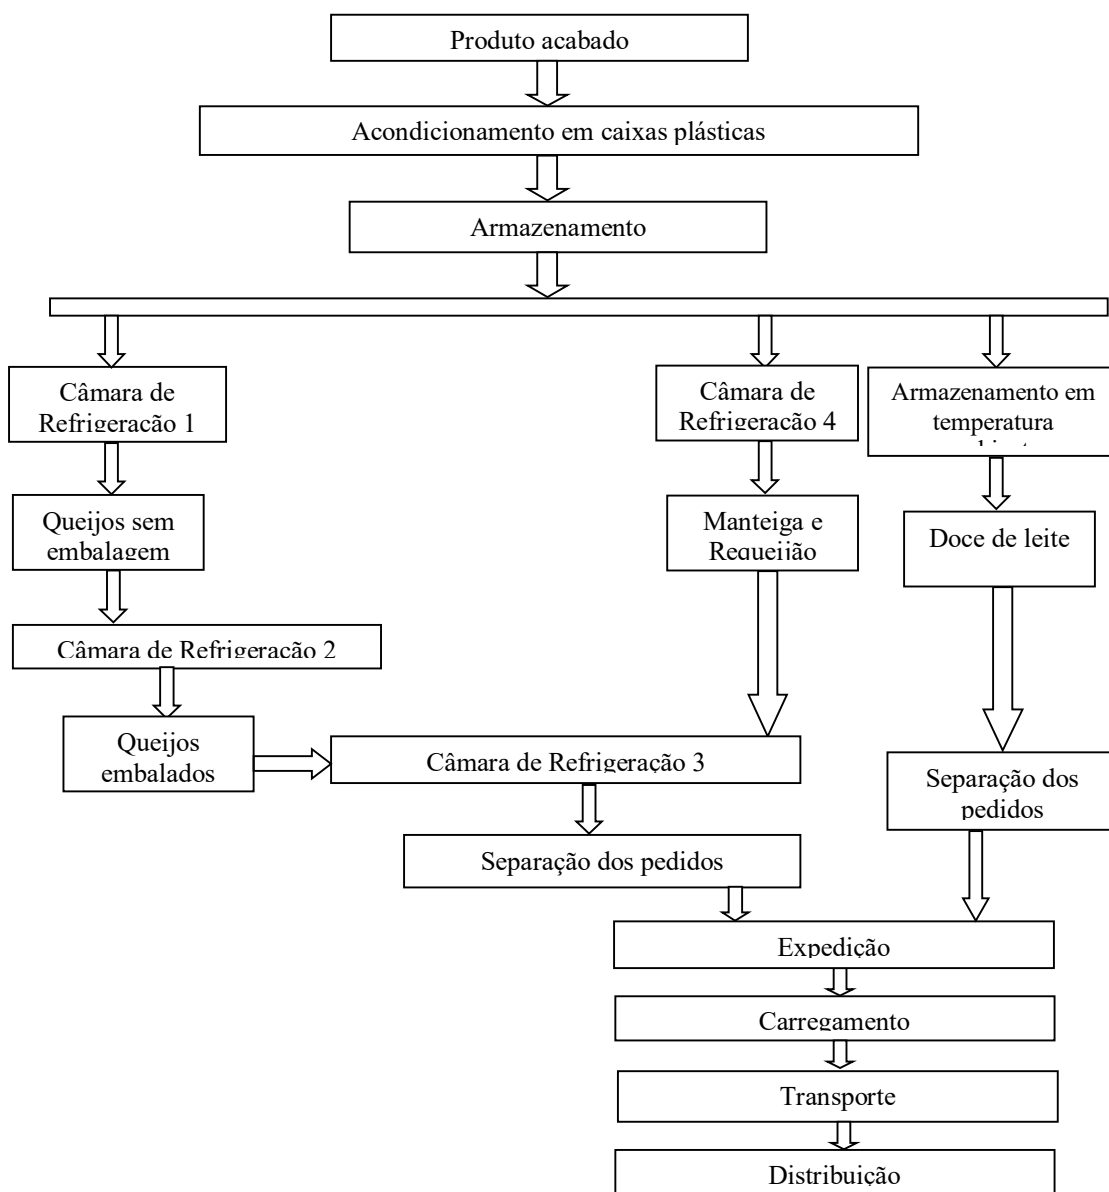 Produto acabado
Acondicionamento em caixas plásticas
Armazenamento
Câmara de
Refrigeração 1
Câmara de
Refrigeração 4
Armazenamento em
temperatura
Queijos sem
embalagem
Manteiga e
Requeijão
Doce de leite
Câmara de Refrigeração 2
Queijos
embalados
Câmara de Refrigeração 3
Separação dos
pedidos
Separação dos pedidos
Expedição
Carregamento
Transporte
Distribuição